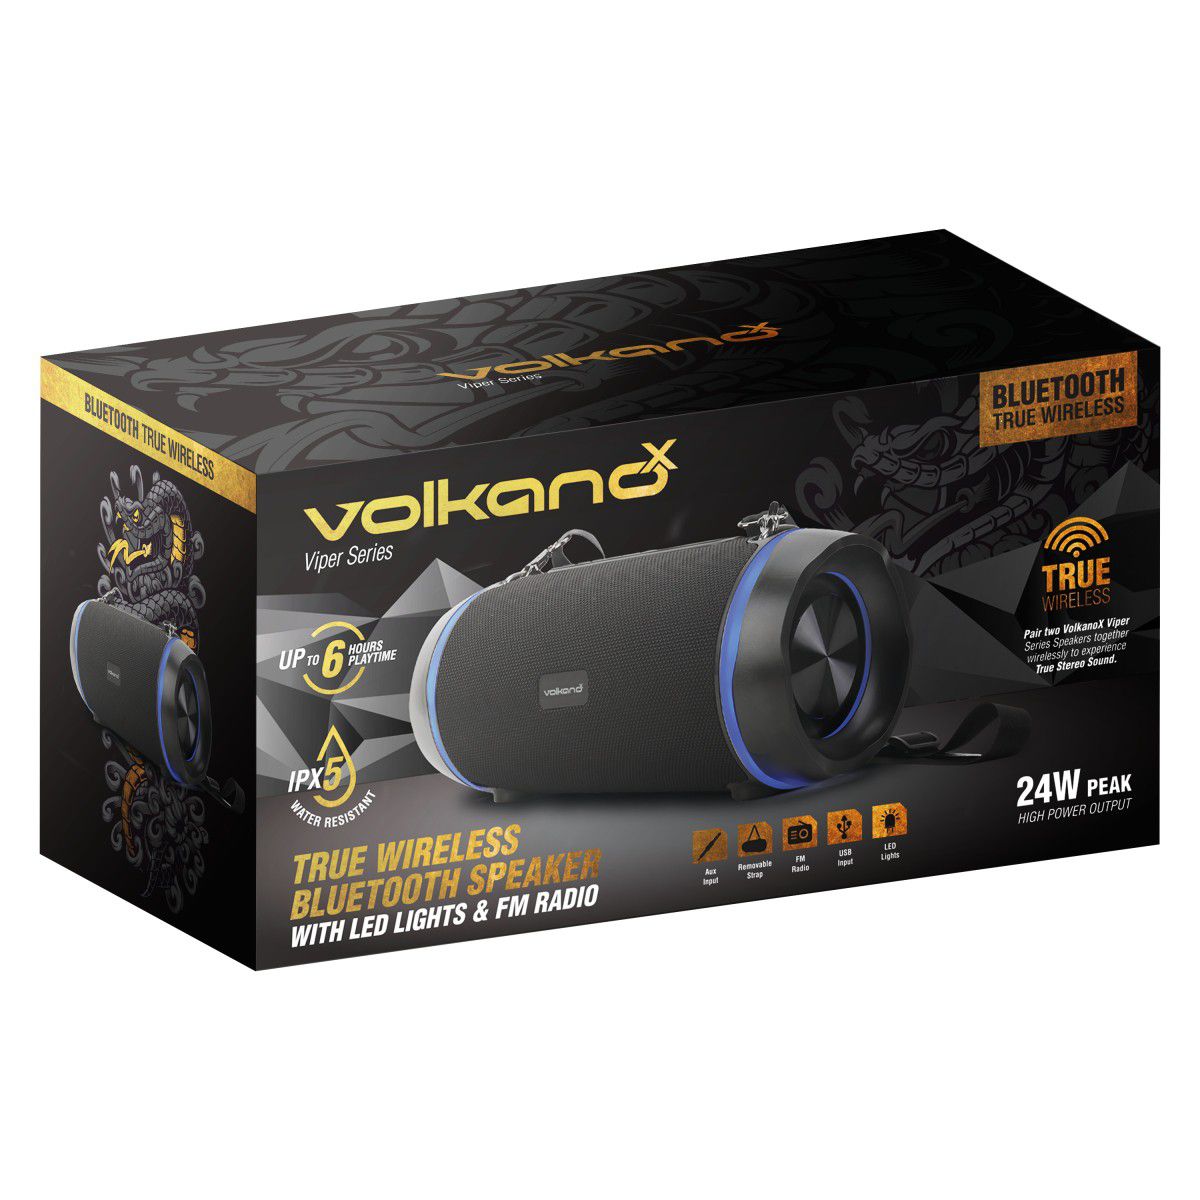 volkanoX
Viper Series
BLUETOOTH TRUE WIRELESS
BLUETOOTH
TRUE WIRELESS
volkanoX
Viper Series
UP TO 6 HOURS
PLAYTIME
IPX5
WATER RESISTANT
volkanoX
TRUE
WIRELESS
Pair two VolkanoX Viper
Series Speakers together
wirelessly to experience
True Stereo Sound.
24W PEAK
HIGH POWER OUTPUT
TRUE WIRELESS
BLUETOOTH SPEAKER
WITH LED LIGHTS & FM RADIO
Aux
Input
Removable
Strap
FM
Radio
USB
Input
LED
Lights